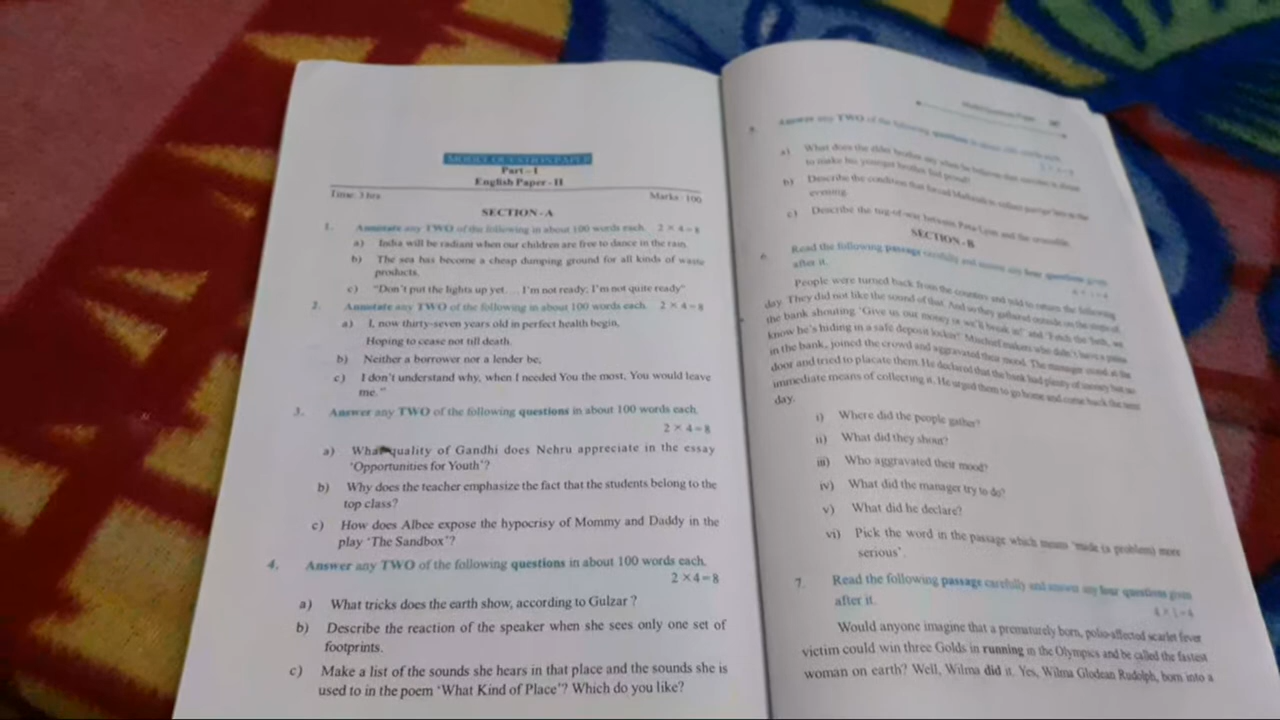 MODEL QUESTION PAPER
Part - I
English Paper - II
Time: 3 hrs Marks: 100
SECTION - A
1. Annotate any TWO of the following in about 100 words each. 2 × 4=8
a) India will be radiant when our children are free to dance in the rain.
b) The sea has become a cheap dumping ground for all kinds of waste
products.
c) "Don't put the lights up yet... I'm not ready; I'm not quite ready"
2. Annotate any TWO of the following in about 100 words each. 2 × 4=8
a) I, now thirty-seven years old in perfect health begin,
Hoping to cease not till death.
b) Neither a borrower nor a lender be;
c) I don't understand why, when I needed You the most, You would leave
me."
3. Answer any TWO of the following questions in about 100 words each.
2 × 4=8
a) What quality of Gandhi does Nehru appreciate in the essay
'Opportunities for Youth'?
b) Why does the teacher emphasize the fact that the students belong to the
top class?
c) How does Albee expose the hypocrisy of Mommy and Daddy in the
play 'The Sandbox'?
4. Answer any TWO of the following questions in about 100 words each.
2 ×4=8
a) What tricks does the earth show, according to Gulzar ?
b) Describe the reaction of the speaker when she sees only one set of
footprints.
c) Make a list of the sounds she hears in that place and the sounds she is
used to in the poem 'What Kind of Place'? Which do you like?
Answer any TWO of the following questions
a) What does the elder brother say when he believes that
to make his younger brother feel proud?
b) Describe the condition that forced
evening.
c) Describe the tug-of-war between and the
SECTION - B
Read the following passage carefully and answer any four questions given
after it.
People were turned back from the counters and told to return the following
day. They did not like the sound of that. And so they gathered outside on the steps of
the bank shouting, 'Give us our money or we'll break in!' and 'Fetch the
know he's hiding in a safe deposit locker!' Mischief makers who didn't have a paisa
in the bank, joined the crowd and aggravated their mood. The manager stood at the
door and tried to placate them. He declared that the bank had plenty of money but no
immediate means of collecting it. He urged them to go home and come back the next
day.
i) Where did the people gather?
ii) What did they shout?
iii) Who aggravated their mood?
iv) What did the manager try to do?
v) What did he declare?
vi) Pick the word in the passage which means 'made (a problem) more
serious'.
7. Read the following passage carefully and answer any four questions given
after it. 4 × 1=4
Would anyone imagine that a prematurely born, polio-affected scarlet fever
victim could win three Golds in running in the Olympics and be called the fastest
woman on earth? Well, Wilma did it. Yes, Wilma Glodean Rudolph, born into a